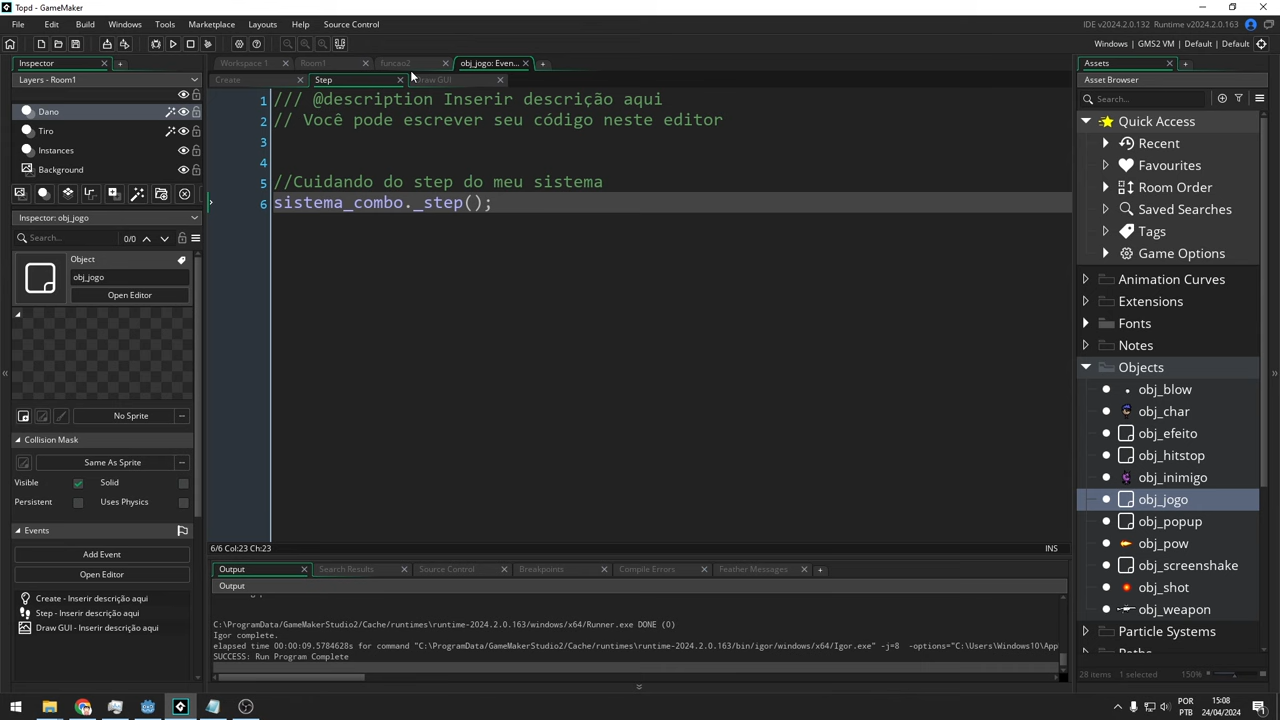 Topd - GameMaker
File Edit Build Windows Tools Marketplace Layouts Help Source Control
IDE v2024.2.0.132 Runtime v2024.2.0.163
Windows | GMS2 VM | Default | Default
Inspector
Workspace 1 Room1 funcao2 obj_jogo: Even...
Assets
Layers - Room1
Create Step Draw GUI
Asset Browser
Search...
Dano
Tiro
Instances
Background
Inspector: obj_jogo
Search... 0/0
Object
obj_jogo
Open Editor
No Sprite
Collision Mask
Same As Sprite
Visible Solid
Persistent Uses Physics
Events
Add Event
Open Editor
Create - Inserir descrição aqui
Step - Inserir descrição aqui
Draw GUI - Inserir descrição aqui
1 /// @description Inserir descrição aqui
2 // Você pode escrever seu código neste editor
3
4
5 //Cuidando do step do meu sistema
6 sistema_combo._step();
6/6 Col:23 Ch:23 INS
Output Search Results Source Control Breakpoints Compile Errors Feather Messages
Output
C:\ProgramData/GameMakerStudio2/Cache/runtimes\runtime-2024.2.0.163/windows/x64/Runner.exe DONE (0)
Igor complete.
elapsed time 00:00:09.5784628s for command "C:\ProgramData/GameMakerStudio2/Cache/runtimes\runtime-2024.2.0.163/bin/igor/windows/x64/Igor.exe" -j=8 -options="C:\Users\Windows10\App
SUCCESS: Run Program Complete
Quick Access
Recent
Favourites
Room Order
Saved Searches
Tags
Game Options
Animation Curves
Extensions
Fonts
Notes
Objects
obj_blow
obj_char
obj_efeito
obj_hitstop
obj_inimigo
obj_jogo
obj_popup
obj_pow
obj_screenshake
obj_shot
obj_weapon
Particle Systems
28 items 1 selected 150%
POR
PTB
15:08
24/04/2024
1